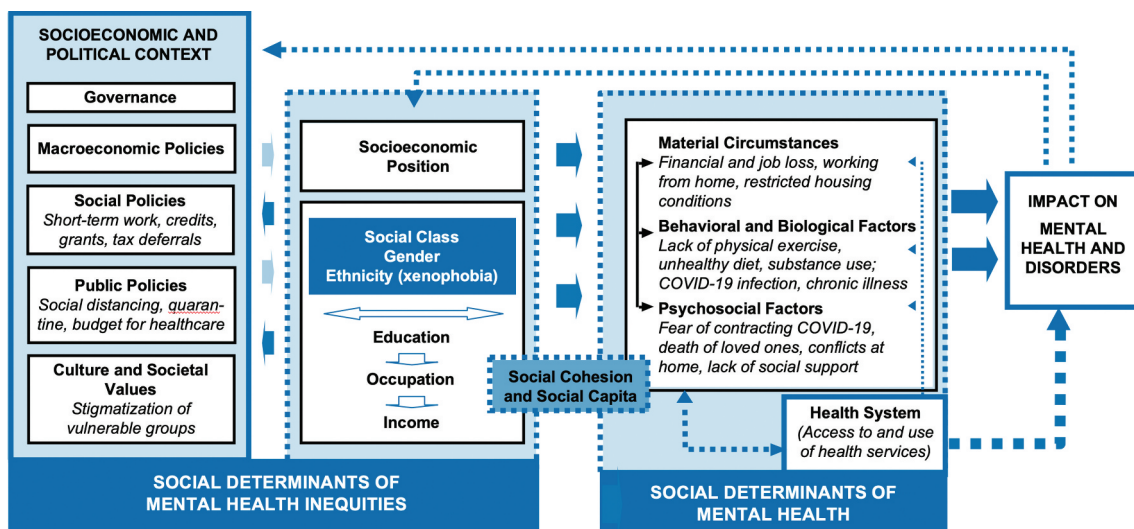 SOCIOECONOMIC AND
POLITICAL CONTEXT
Governance
Macroeconomic Policies
Social Policies
Short-term work, credits,
grants, tax deferrals
Public Policies
Social distancing, quaran-
tine, budget for healthcare
Culture and Societal
Values
Stigmatization of
vulnerable groups
Socioeconomic
Position
Social Class
Gender
Ethnicity (xenophobia)
Education
Occupation
Income
SOCIAL DETERMINANTS OF
MENTAL HEALTH INEQUITIES
Social Cohesion
and Social Capita
Material Circumstances
Financial and job loss, working
from home, restricted housing
conditions
Behavioral and Biological Factors
Lack of physical exercise,
unhealthy diet, substance use;
COVID-19 infection, chronic illness
Psychosocial Factors
Fear of contracting COVID-19,
death of loved ones, conflicts at
home, lack of social support
Health System
(Access to and use
of health services)
SOCIAL DETERMINANTS OF
MENTAL HEALTH
IMPACT ON
MENTAL
HEALTH AND
DISORDERS